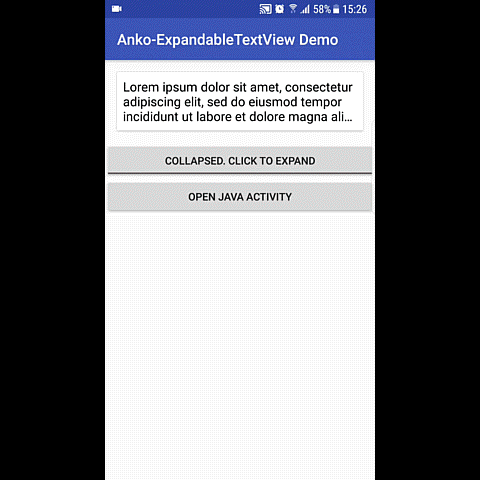 58% 15:26
Anko-ExpandableTextView Demo
Lorem ipsum dolor sit amet, consectetur
adipiscing elit, sed do eiusmod tempor
incididunt ut labore et dolore magna ali…
COLLAPSED. CLICK TO EXPAND
OPEN JAVA ACTIVITY